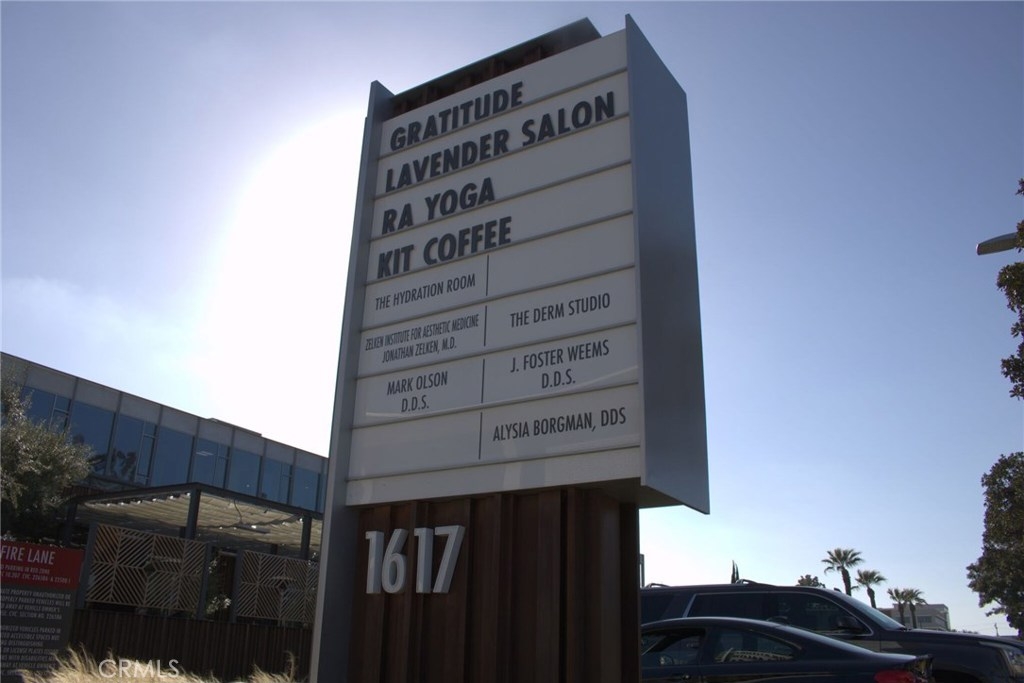 GRATITUDE
LAVENDER SALON
RA YOGA
KIT COFFEE
THE HYDRATION ROOM
ZELKEN INSTITUTE FOR AESTHETIC MEDICINE
JONATHAN ZELKEN, M.D.
THE DERM STUDIO
MARK OLSON
D.D.S.
J. FOSTER WEEMS
D.D.S.
ALYSIA BORGMAN, DDS
1617
FIRE LANE
CRMLS